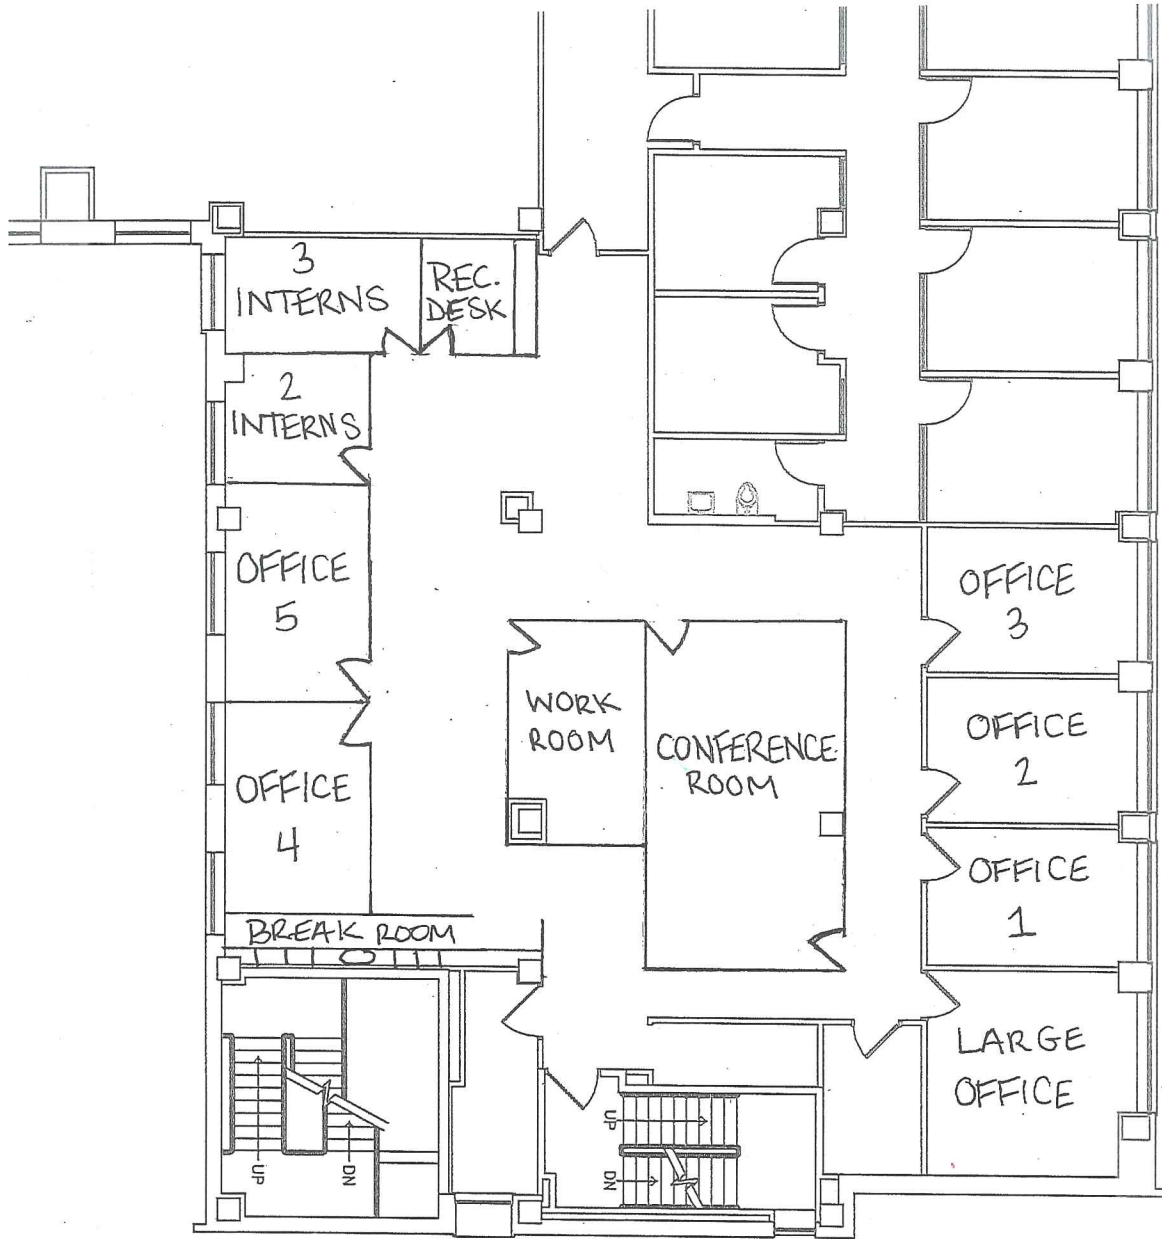 3
INTERNS
REC.
DESK
2
INTERNS
OFFICE
5
OFFICE
3
WORK
ROOM
CONFERENCE
ROOM
OFFICE
2
OFFICE
4
OFFICE
1
BREAK ROOM
LARGE
OFFICE
UP
DN
UP
DN